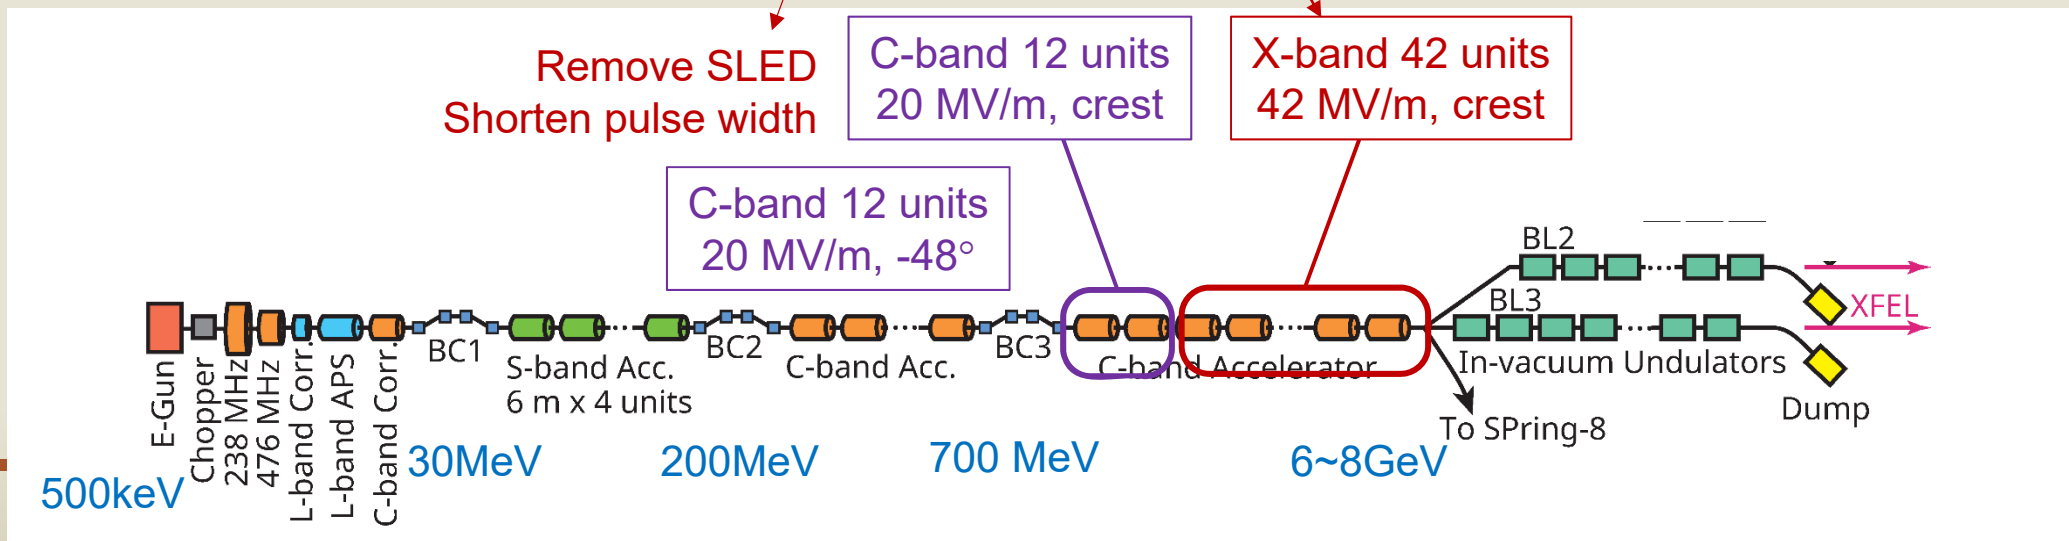 Remove SLED
Shorten pulse width
C-band 12 units
20 MV/m, crest
X-band 42 units
42 MV/m, crest
C-band 12 units
20 MV/m, -48°
BL2
BL3
XFEL
BC1
BC2
BC3
S-band Acc.
6 m x 4 units
C-band Acc.
C-band Accelerator
In-vacuum Undulators
Dump
To SPring-8
E-Gun
Chopper
238 MHz
476 MHz
L-band Corr.
L-band APS
C-band Corr.
500keV
30MeV
200MeV
700 MeV
6~8GeV